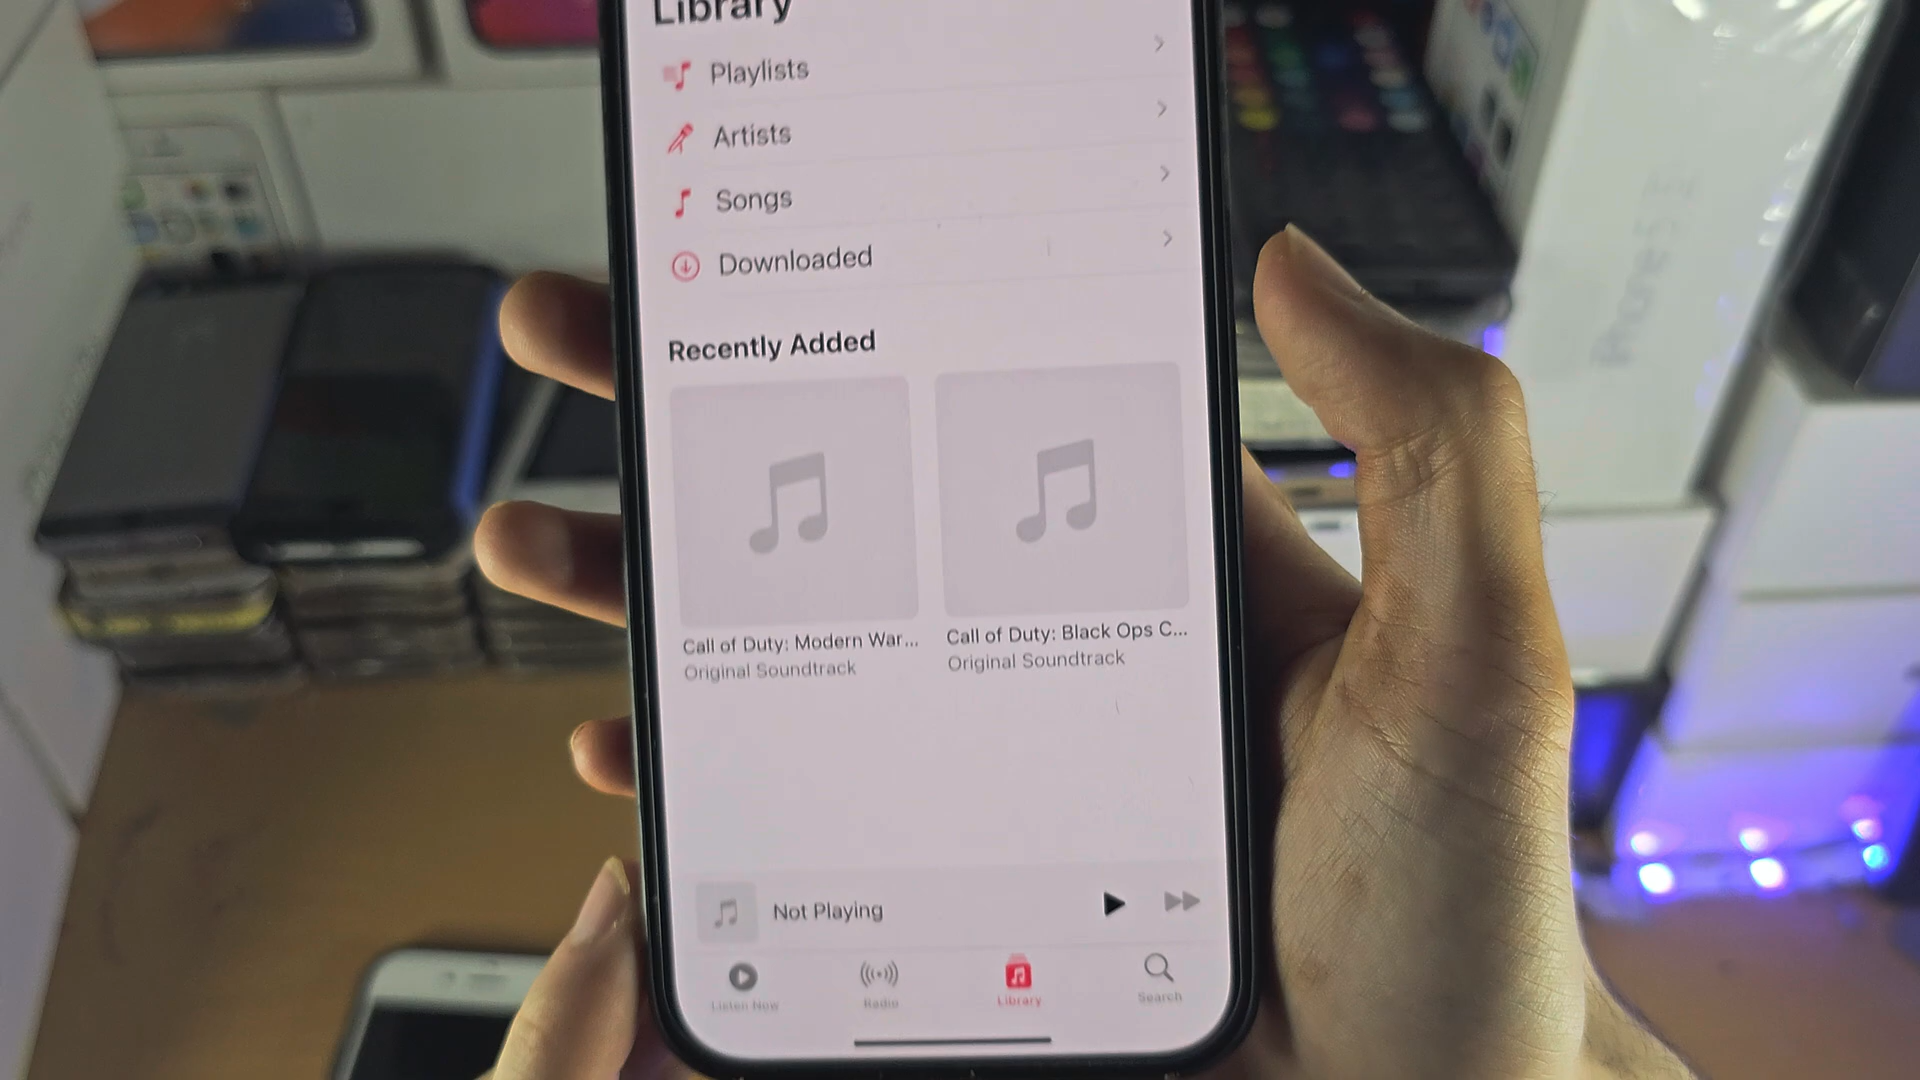 Library
Playlists
Artists
Songs
Downloaded
Recently Added
Call of Duty: Modern War...
Original Soundtrack
Call of Duty: Black Ops C...
Original Soundtrack
Not Playing
Listen Now
Radio
Library
Search
iPhone